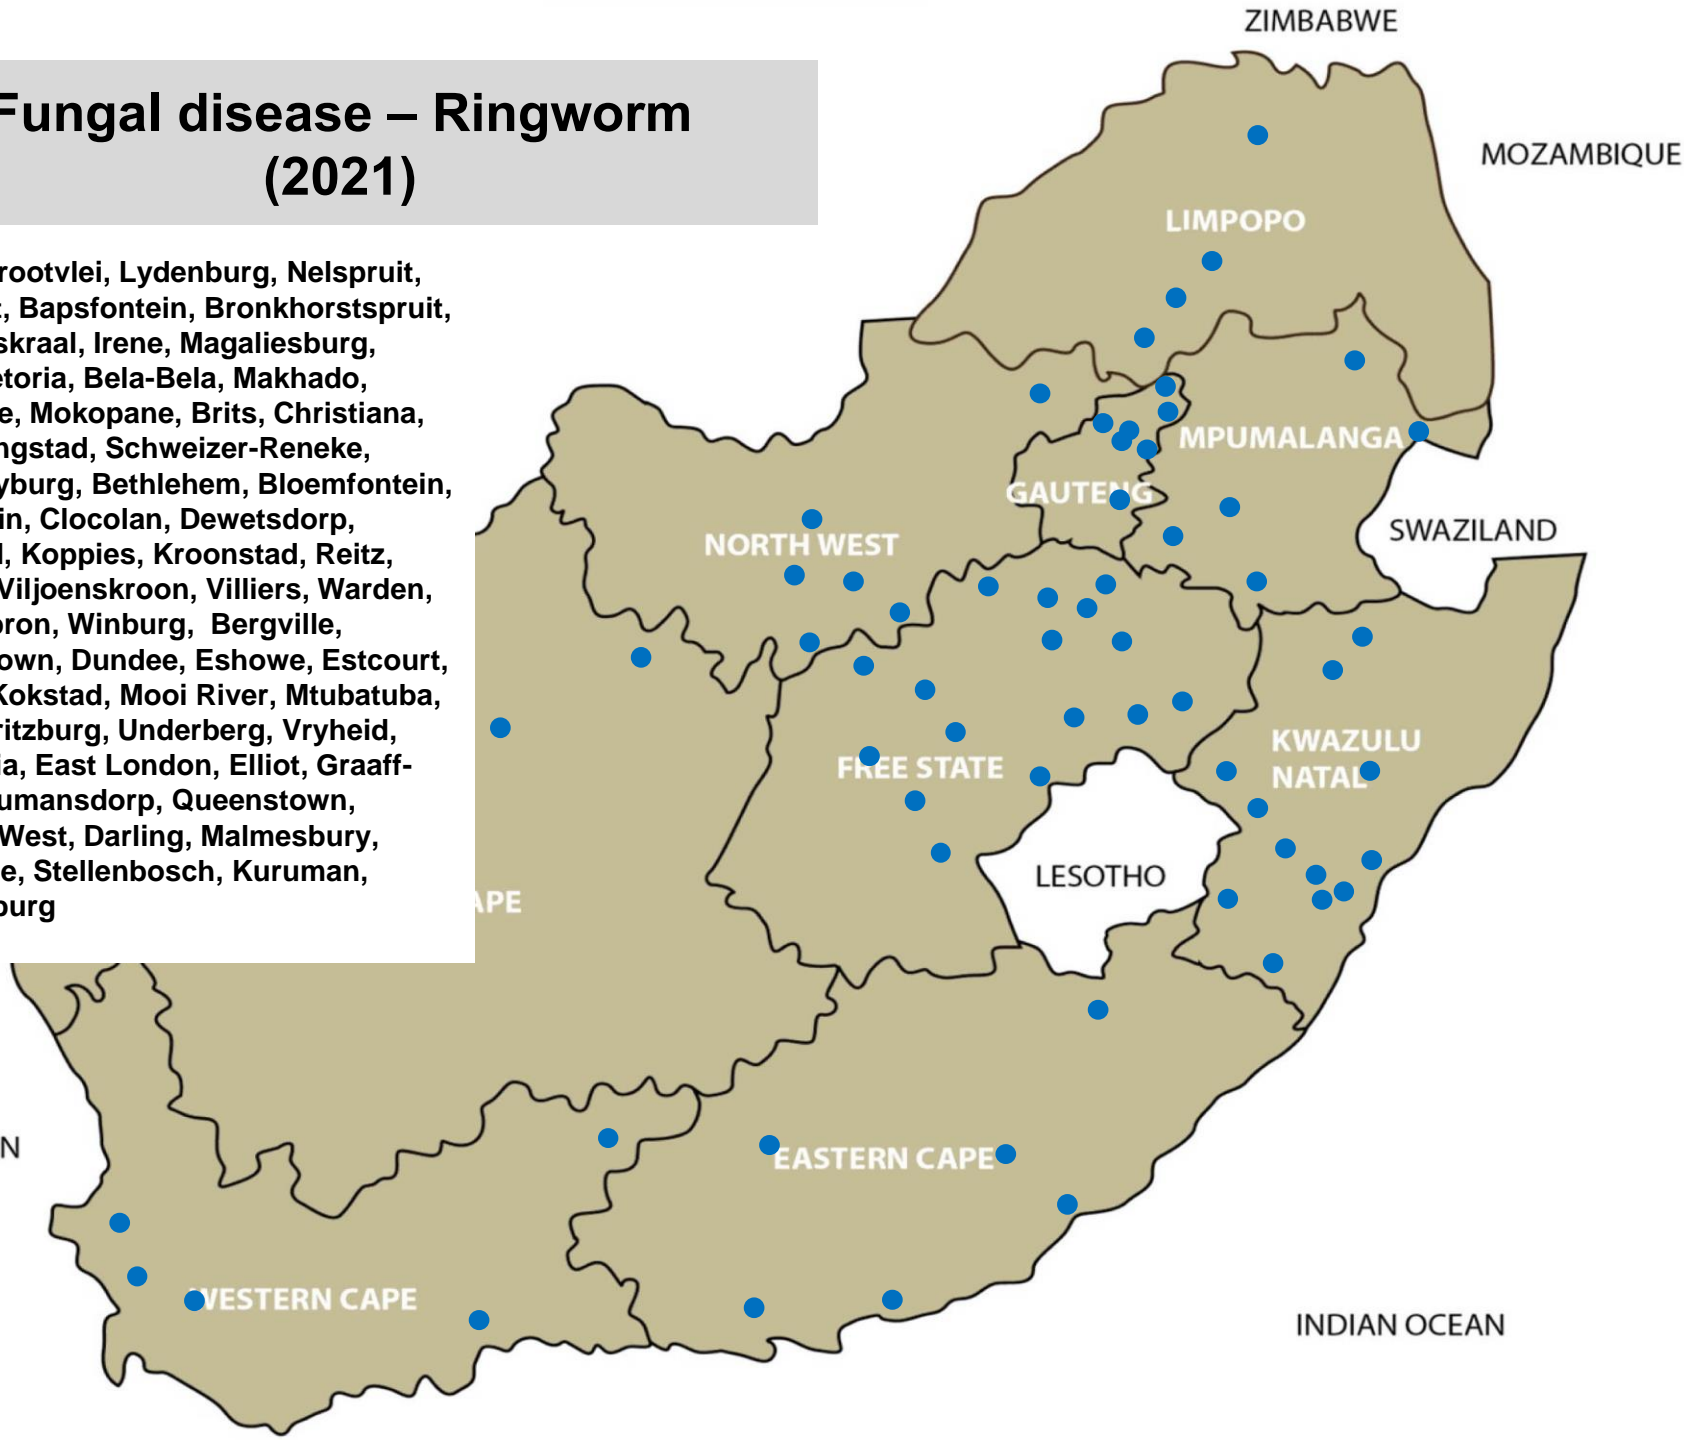 Fungal disease – Ringworm
(2021)
rootvlei, Lydenburg, Nelspruit,
, Bapsfontein, Bronkhorstspruit,
skraal, Irene, Magaliesburg,
etoria, Bela-Bela, Makhado,
e, Mokopane, Brits, Christiana,
ngstad, Schweizer-Reneke,
yburg, Bethlehem, Bloemfontein,
in, Clocolan, Dewetsdorp,
l, Koppies, Kroonstad, Reitz,
Viljoenskroon, Villiers, Warden,
bron, Winburg, Bergville,
own, Dundee, Eshowe, Estcourt,
Kokstad, Mooi River, Mtubatuba,
ritzburg, Underberg, Vryheid,
ia, East London, Elliot, Graaff-
umansdorp, Queenstown,
West, Darling, Malmesbury,
e, Stellenbosch, Kuruman,
burg
ZIMBABWE
MOZAMBIQUE
LIMPOPO
MPUMALANGA
GAUTENG
SWAZILAND
NORTH WEST
KWAZULU
NATAL
FREE STATE
LESOTHO
APE
N
EASTERN CAPE
WESTERN CAPE
INDIAN OCEAN